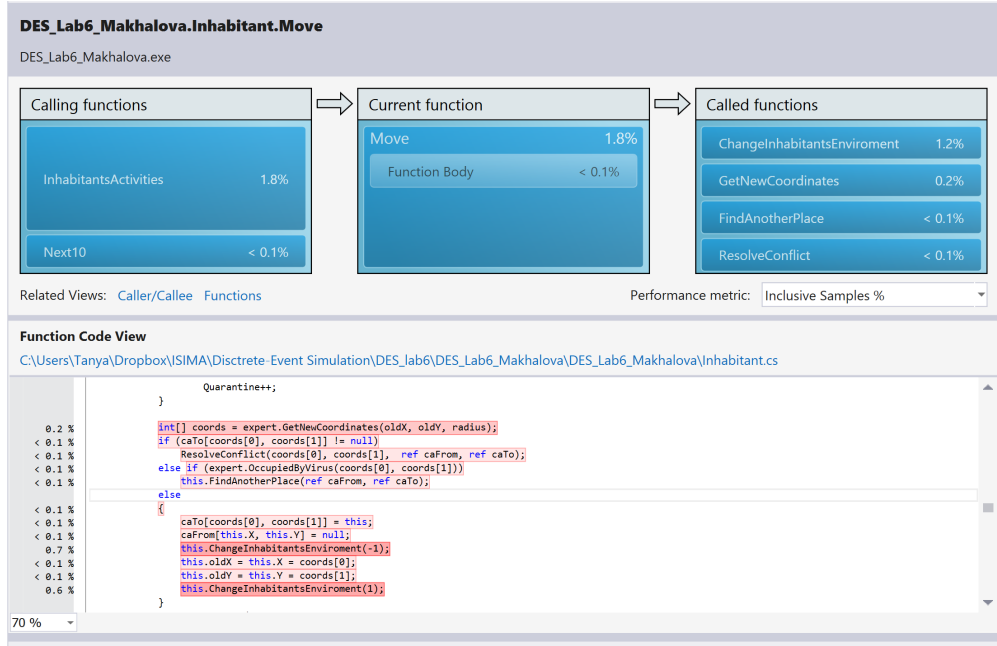 DES_Lab6_Makhalova.Inhabitant.Move
DES_Lab6_Makhalova.exe
Calling functions
InhabitantsActivities 1.8%
Next10 < 0.1%
Current function
Move 1.8%
Function Body < 0.1%
Called functions
ChangeInhabitantsEnviroment 1.2%
GetNewCoordinates 0.2%
FindAnotherPlace < 0.1%
ResolveConflict < 0.1%
Related Views: Caller/Callee Functions
Performance metric: Inclusive Samples %
Function Code View
C:\Users\Tanya\Dropbox\ISIMA\Disctrete-Event Simulation\DES_lab6\DES_Lab6_Makhalova\DES_Lab6_Makhalova\Inhabitant.cs
Quarantine++;
}
0.2 % int[] coords = expert.GetNewCoordinates(oldX, oldY, radius);
< 0.1 % if (caTo[coords[0], coords[1]] != null)
< 0.1 % ResolveConflict(coords[0], coords[1], ref caFrom, ref caTo);
< 0.1 % else if (expert.OccupiedByVirus(coords[0], coords[1]))
< 0.1 % this.FindAnotherPlace(ref caFrom, ref caTo);
else
< 0.1 % {
< 0.1 % caTo[coords[0], coords[1]] = this;
< 0.1 % caFrom[this.X, this.Y] = null;
0.7 % this.ChangeInhabitantsEnviroment(-1);
< 0.1 % this.oldX = this.X = coords[0];
< 0.1 % this.oldY = this.Y = coords[1];
0.6 % this.ChangeInhabitantsEnviroment(1);
}
70 %